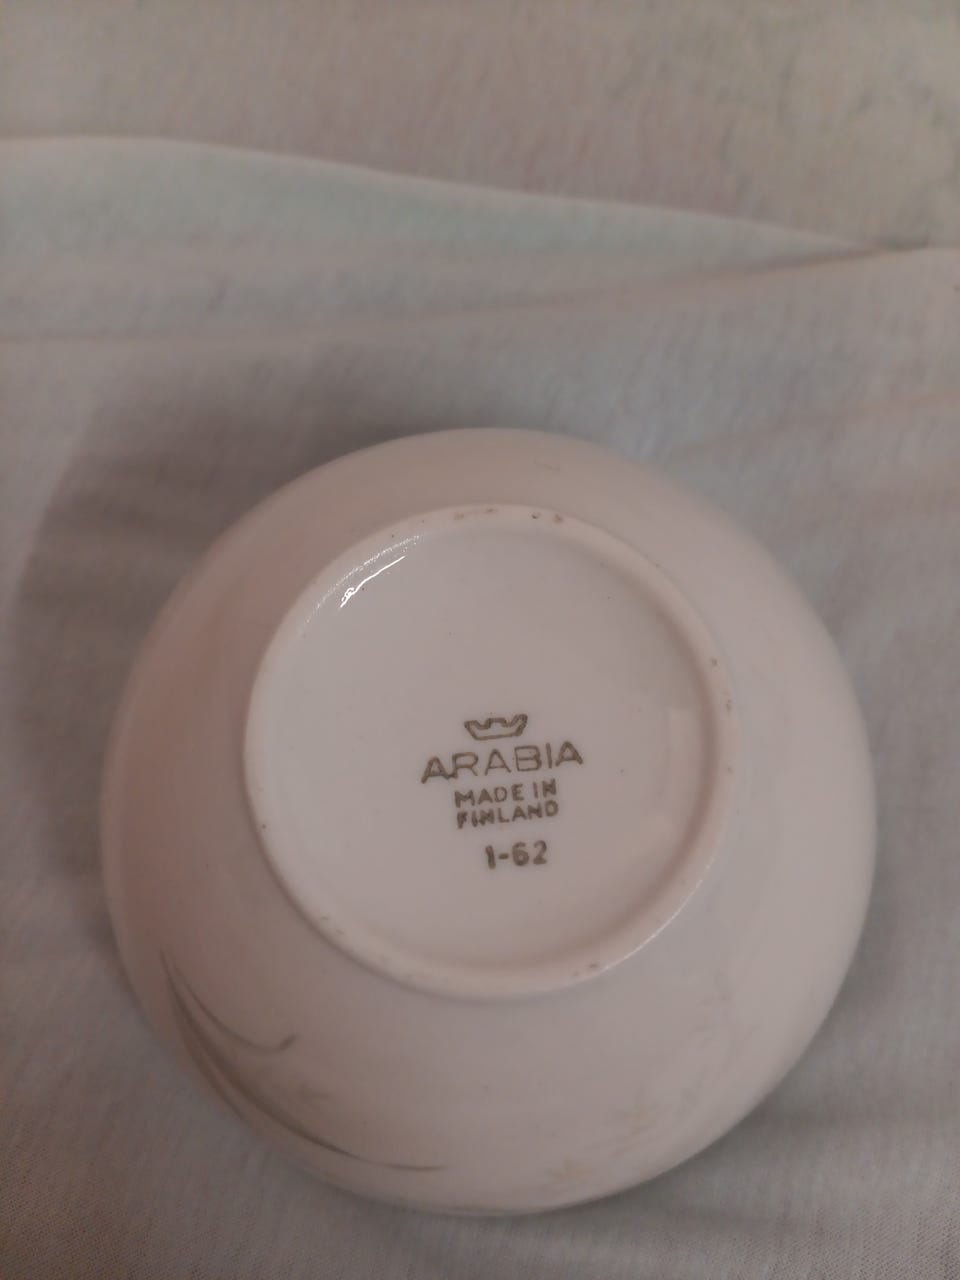 ARABIA
MADE IN
FINLAND
1-62